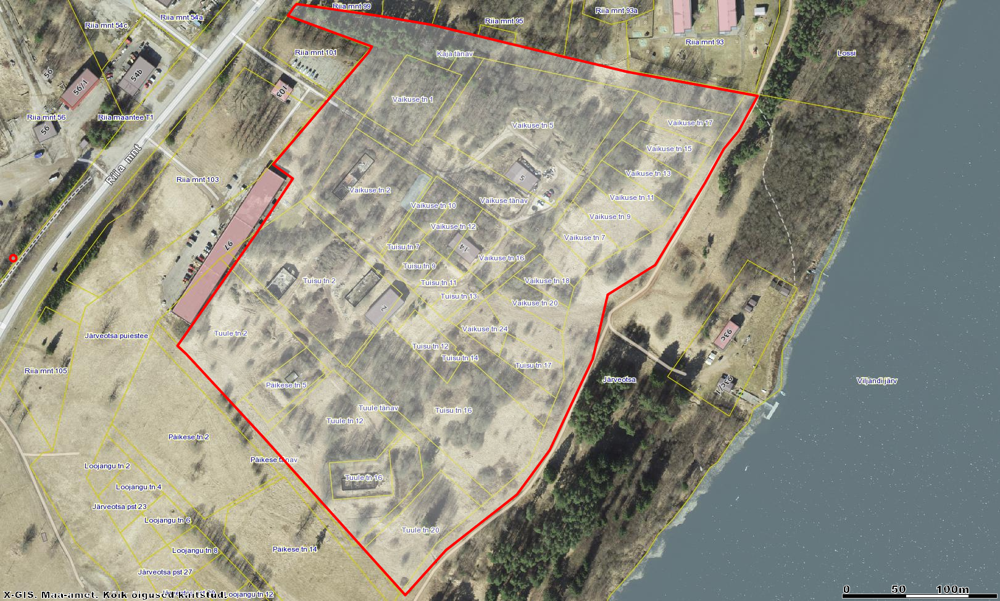 Riia mnt 99
Riia mnt 54a
Riia mnt 93a
Riia mnt 54c
Riia mnt 95
Riia mnt 93
Riia mnt 101
Kaja tänav
Lossi
56
56/1
54b
103
Vaikuse tn 1
Riia mnt 56
Riia maantee T1
Vaikuse tn 17
Vaikuse tn 5
56
Vaikuse tn 15
Riia mnt
Vaikuse tn 13
Riia mnt 103
5
Vaikuse tn 2
Vaikuse tn 11
Vaikuse tänav
Vaikuse tn 10
Vaikuse tn 9
Vaikuse tn 12
Vaikuse tn 7
97
Tuisu tn 7
14
Vaikuse tn 16
Tuisu tn 9
Tuisu tn 2
Vaikuse tn 18
Tuisu tn 11
Tuisu tn 13
Vaikuse tn 20
2
Vaikuse tn 24
Tuule tn 2
Järveotsa puiestee
93c
Tuisu tn 12
Tuisu tn 14
Tuisu tn 17
Riia mnt 105
Järveotsa
Viljandi järv
93c/1
Päikese tn 5
Tuule tänav
Tuisu tn 16
Tuule tn 12
Päikese tn 2
Päikese tänav
Loojangu tn 2
Tuule tn 16
Loojangu tn 4
Järveotsa pst 23
Loojangu tn 6
Tuule tn 20
Loojangu tn 8
Päikese tn 14
Järveotsa pst 27
Järveotsa pst 29
Loojangu tn 12
X-GIS. Maa-amet. Kõik õigused kaitstud.
0 50 100m